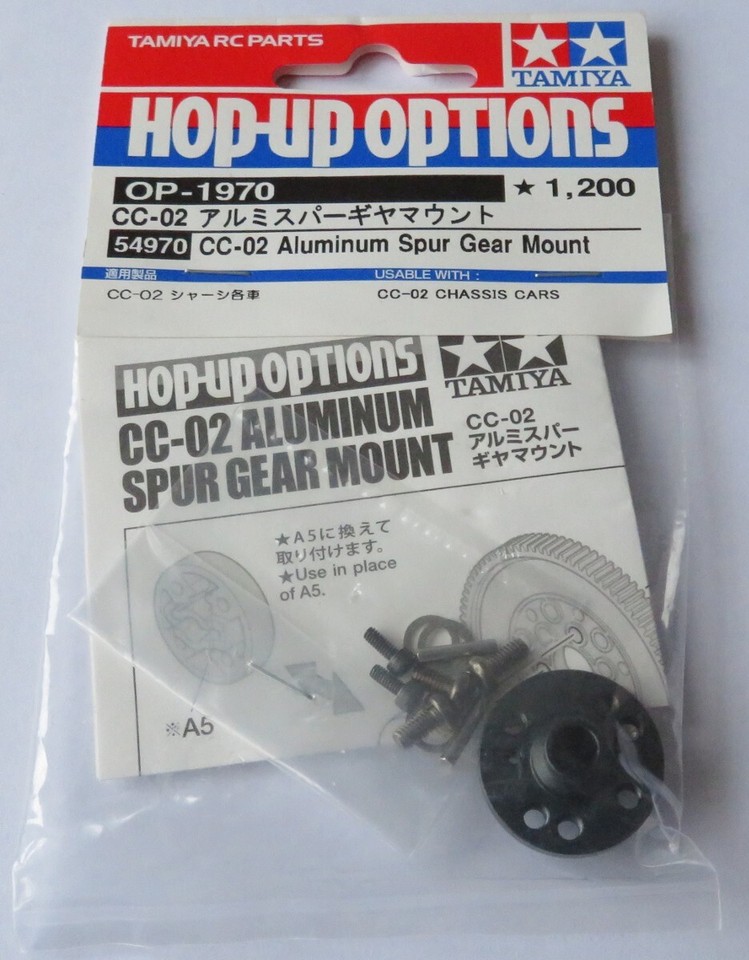 TAMIYA RC PARTS
TAMIYA
HOP-UP OPTIONS
OP-1970 ★ 1,200
CC-02 アルミスパーギヤマウント
54970 CC-02 Aluminum Spur Gear Mount
適用製品 USABLE WITH :
CC-02 シャーシ各車 CC-02 CHASSIS CARS
HOP-UP OPTIONS
TAMIYA
CC-02 ALUMINUM
SPUR GEAR MOUNT
CC-02
アルミスパー
ギヤマウント
★A5に換えて
取り付けます。
★Use in place
of A5.
※A5